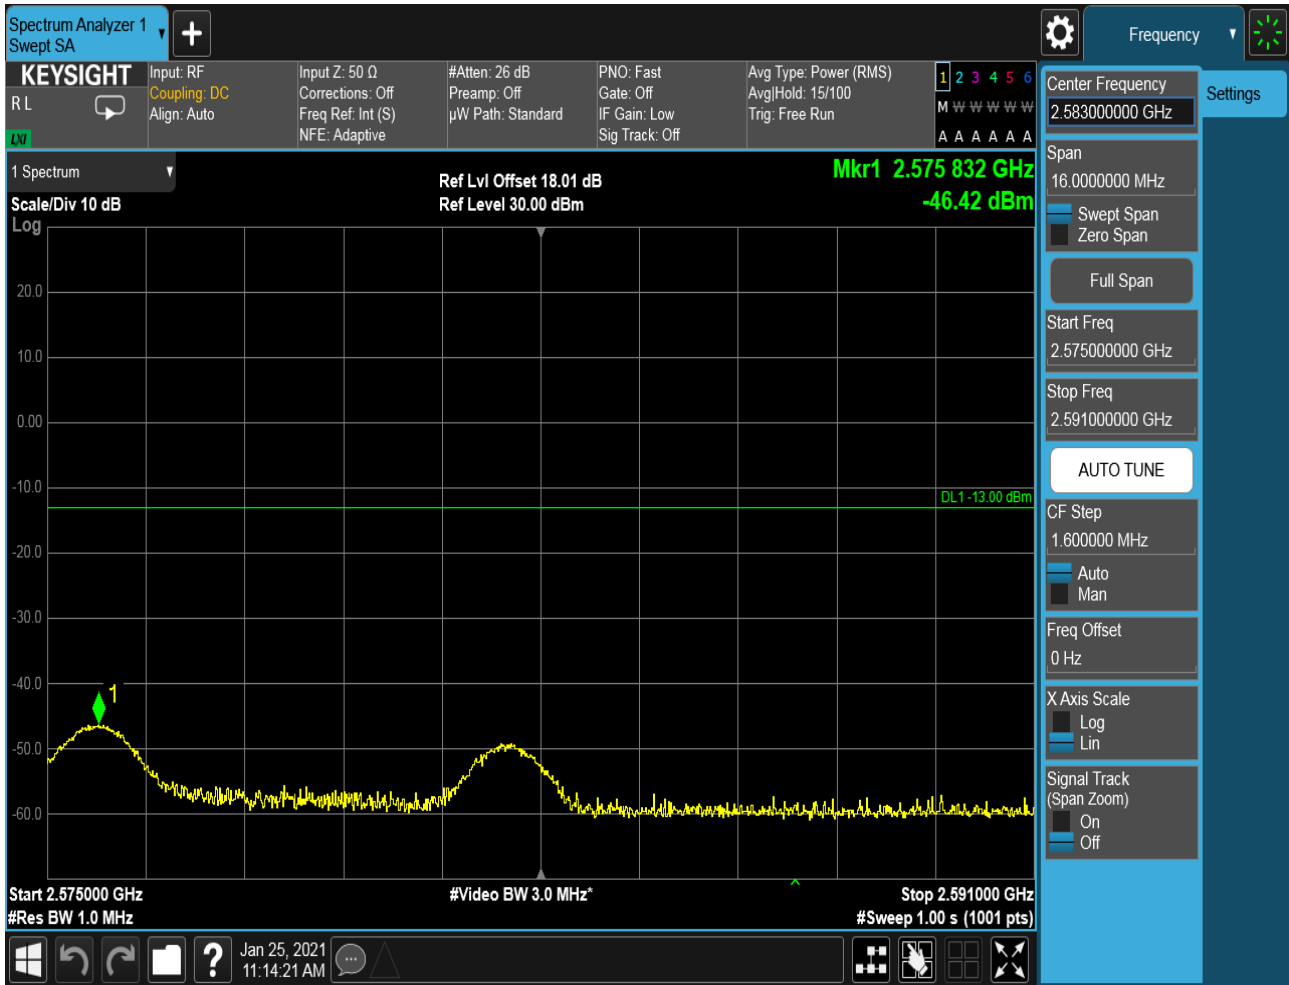 Spectrum Analyzer 1
Swept SA
Frequency
KEYSIGHT
R L
LXI
Input: RF
Coupling: DC
Align: Auto
Input Z: 50 Ω
Corrections: Off
Freq Ref: Int (S)
NFE: Adaptive
#Atten: 26 dB
Preamp: Off
µW Path: Standard
PNO: Fast
Gate: Off
IF Gain: Low
Sig Track: Off
Avg Type: Power (RMS)
Avg|Hold: 15/100
Trig: Free Run
1 2 3 4 5 6
M W W W W W
A A A A A A
1 Spectrum
Scale/Div 10 dB
Log
Ref Lvl Offset 18.01 dB
Ref Level 30.00 dBm
Mkr1 2.575 832 GHz
-46.42 dBm
20.0
10.0
0.00
-10.0
DL1 -13.00 dBm
-20.0
-30.0
-40.0
1
-50.0
-60.0
Start 2.575000 GHz
#Res BW 1.0 MHz
#Video BW 3.0 MHz*
Stop 2.591000 GHz
#Sweep 1.00 s (1001 pts)
Center Frequency
2.583000000 GHz
Settings
Span
16.0000000 MHz
Swept Span
Zero Span
Full Span
Start Freq
2.575000000 GHz
Stop Freq
2.591000000 GHz
AUTO TUNE
CF Step
1.600000 MHz
Auto
Man
Freq Offset
0 Hz
X Axis Scale
Log
Lin
Signal Track
(Span Zoom)
On
Off
?
Jan 25, 2021
11:14:21 AM